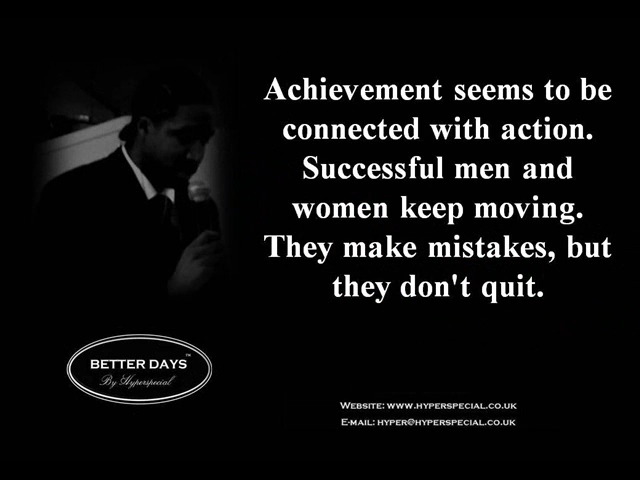 Achievement seems to be
connected with action.
Successful men and
women keep moving.
They make mistakes, but
they don't quit.
BETTER DAYS™
By Hyperspecial
Website: www.hyperspecial.co.uk
E-mail: hyper@hyperspecial.co.uk